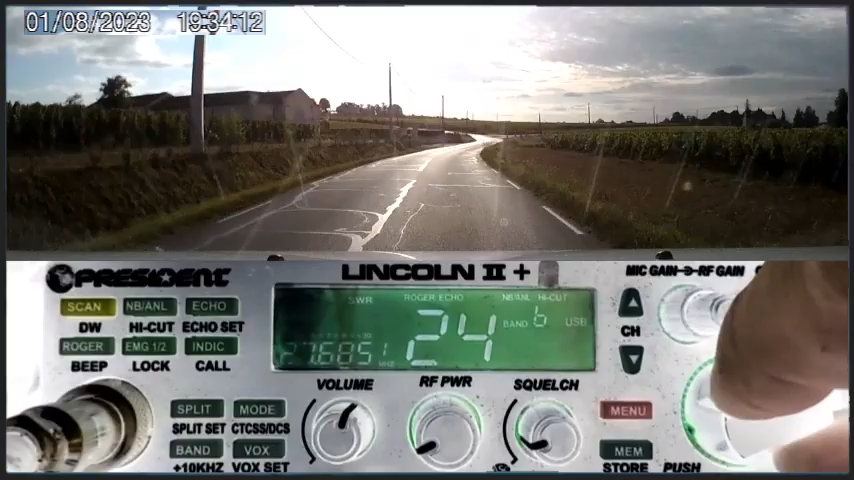 01/08/2023 19:34:12
PRESIDENT LINCOLN II + MIC GAIN RF GAIN
SCAN NB/ANL ECHO
DW HI-CUT ECHO SET
ROGER EMG 1/2 INDIC
BEEP LOCK CALL
SWR ROGER ECHO NB/ANL HI-CUT
24 BAND 6 USB
27.6851 MHz
CH
VOLUME RF PWR SQUELCH
SPLIT MODE MENU
SPLIT SET CTCSS/DCS
BAND VOX MEM
+10KHZ VOX SET STORE PUSH